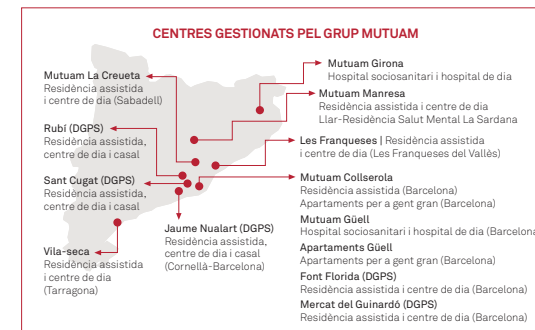 CENTRES GESTIONATS PEL GRUP MUTUAM
Mutuam La Creueta
Residència assistida
i centre de dia (Sabadell)
Rubí (DGPS)
Residència assistida,
centre de dia i casal
Sant Cugat (DGPS)
Residència assistida,
centre de dia i casal
Vila-seca
Residència assistida
i centre de dia
(Tarragona)
Jaume Nualart (DGPS)
Residència assistida,
centre de dia i casal
(Cornellà-Barcelona)
Mutuam Girona
Hospital sociosanitari i hospital de dia
Mutuam Manresa
Residència assistida i centre de dia
Llar-Residència Salut Mental La Sardana
Les Franqueses | Residència assistida
i centre de dia (Les Franqueses del Vallès)
Mutuam Collserola
Residència assistida (Barcelona)
Apartaments per a gent gran (Barcelona)
Mutuam Güell
Hospital sociosanitari i hospital de dia (Barcelona
Apartaments Güell
Apartaments per a gent gran (Barcelona)
Font Florida (DGPS)
Residència assistida i centre de dia (Barcelona)
Mercat del Guinardó (DGPS)
Residència assistida i centre de dia (Barcelona)